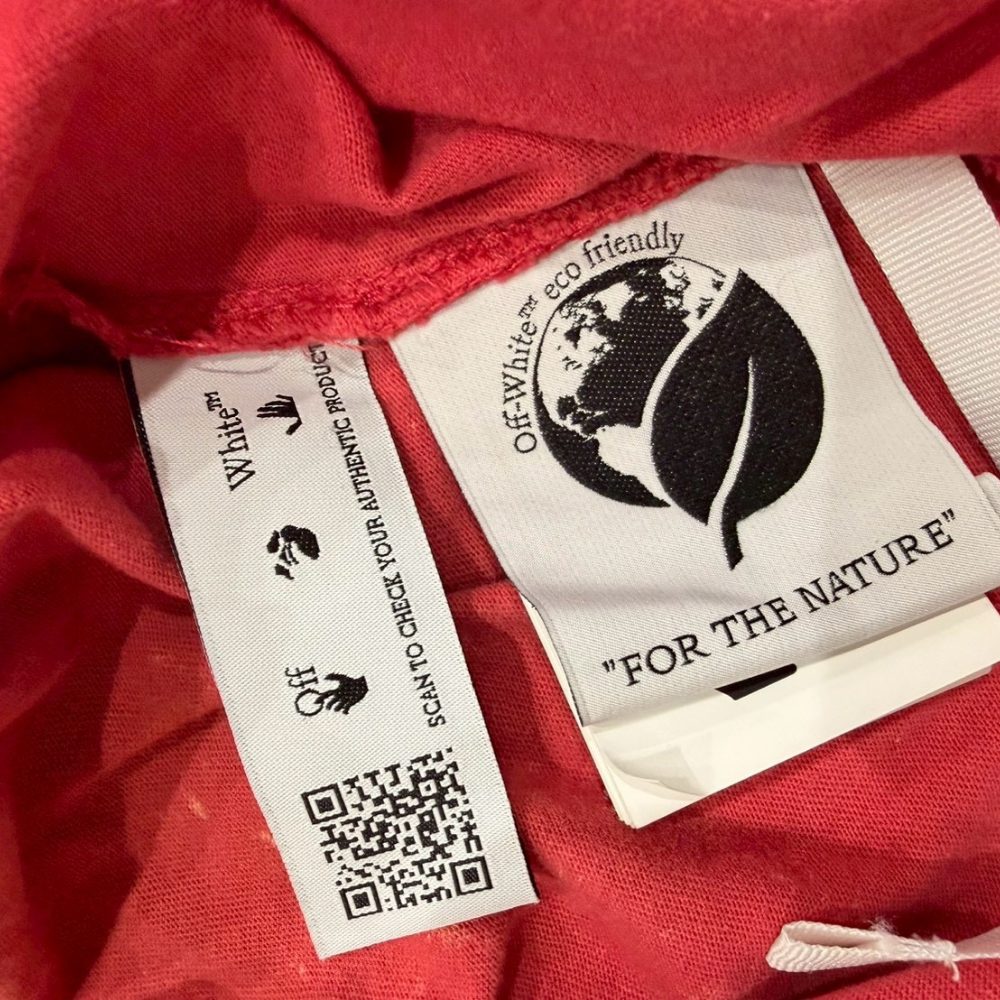 Off White™
SCAN TO CHECK YOUR AUTHENTIC PRODUCT
Off-White™ eco friendly
"FOR THE NATURE"